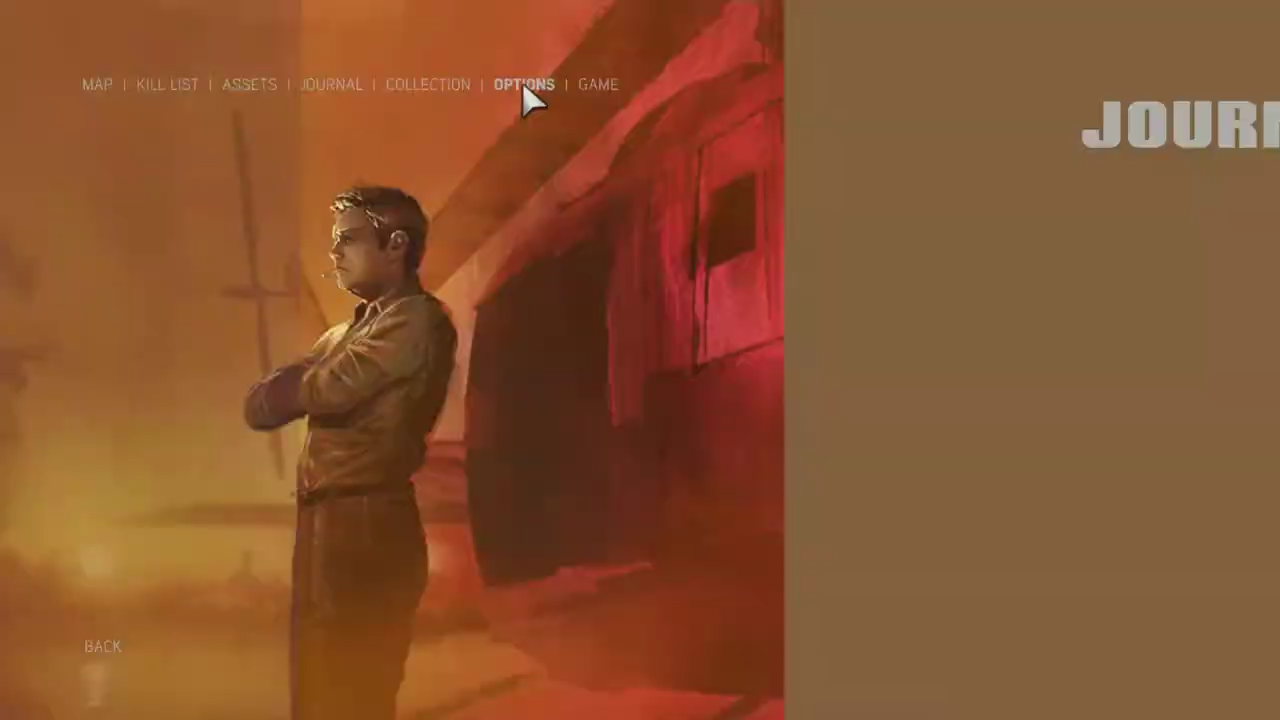 MAP | KILL LIST | ASSETS | JOURNAL | COLLECTION | OPTIONS | GAME
JOUR
BACK